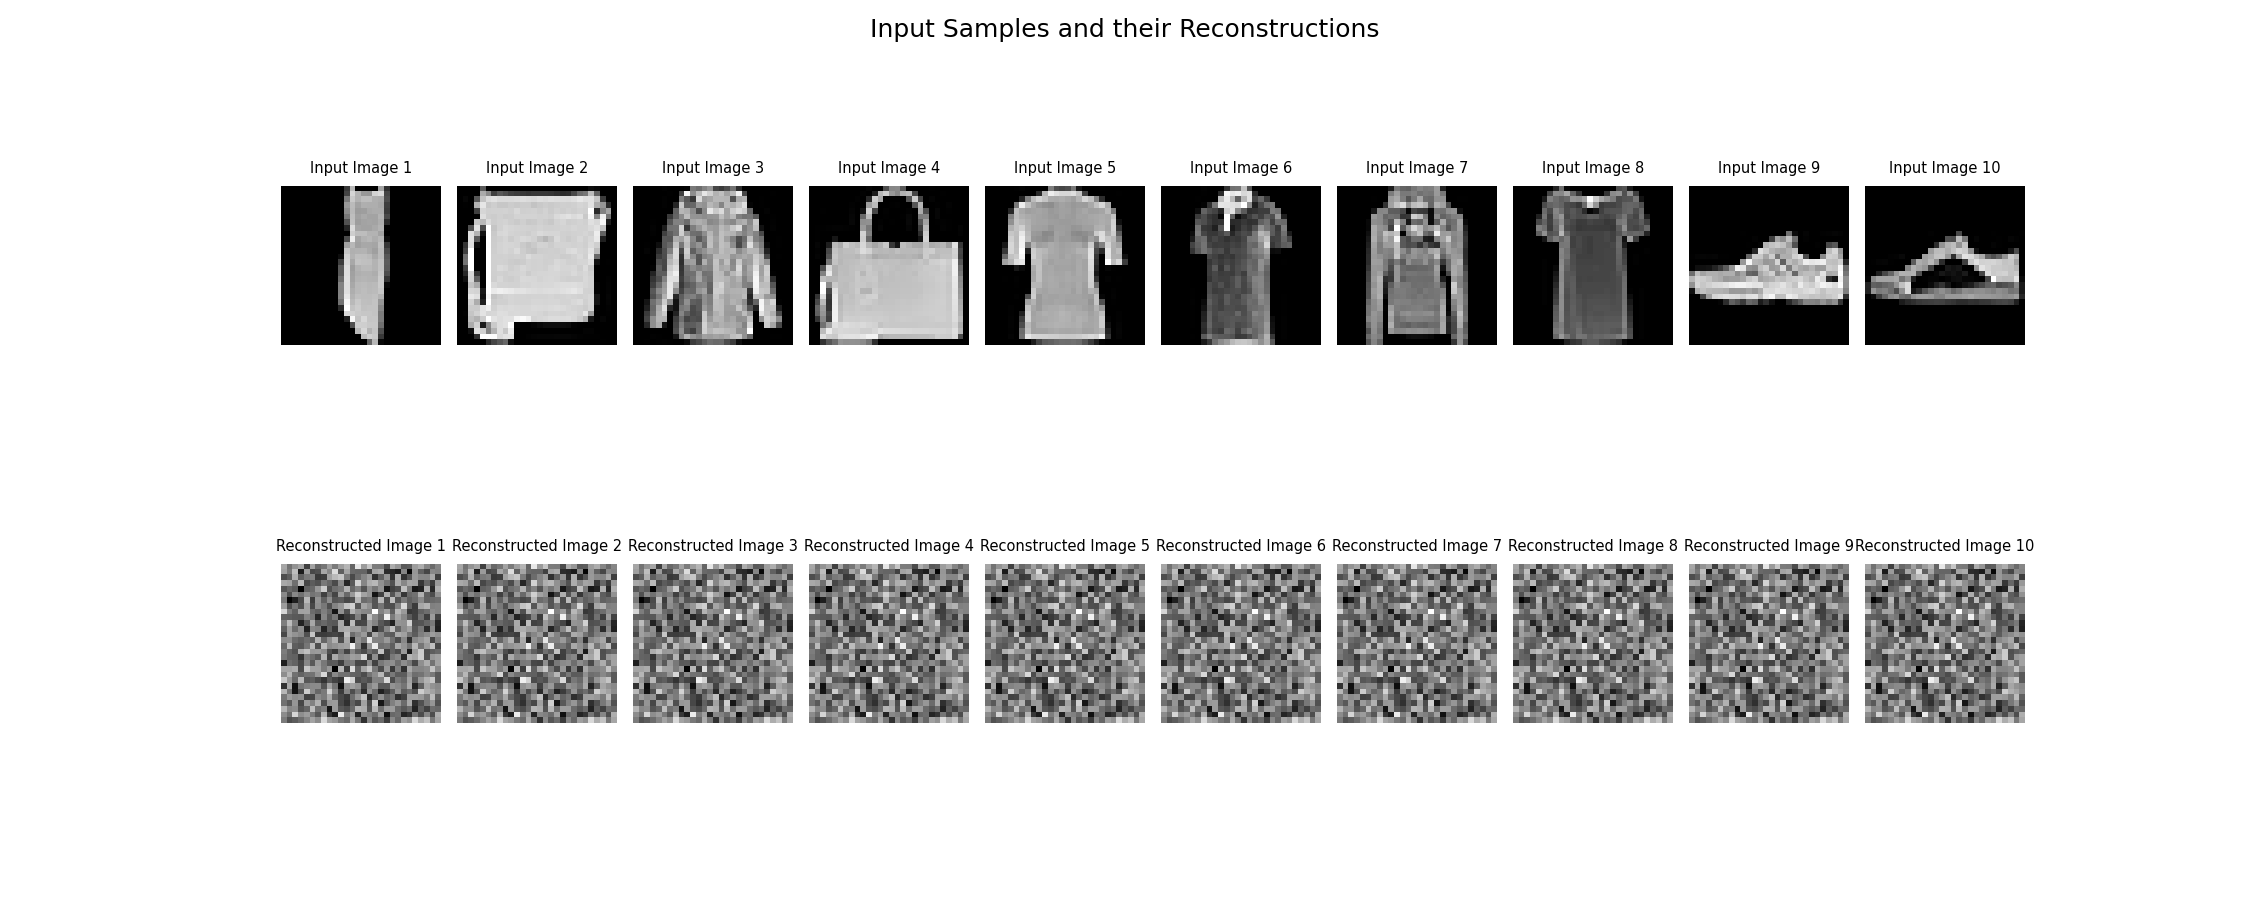 Input Samples and their Reconstructions
Input Image 1 Input Image 2 Input Image 3 Input Image 4 Input Image 5 Input Image 6 Input Image 7 Input Image 8 Input Image 9 Input Image 10
Reconstructed Image 1 Reconstructed Image 2 Reconstructed Image 3 Reconstructed Image 4 Reconstructed Image 5 Reconstructed Image 6 Reconstructed Image 7 Reconstructed Image 8 Reconstructed Image 9 Reconstructed Image 10